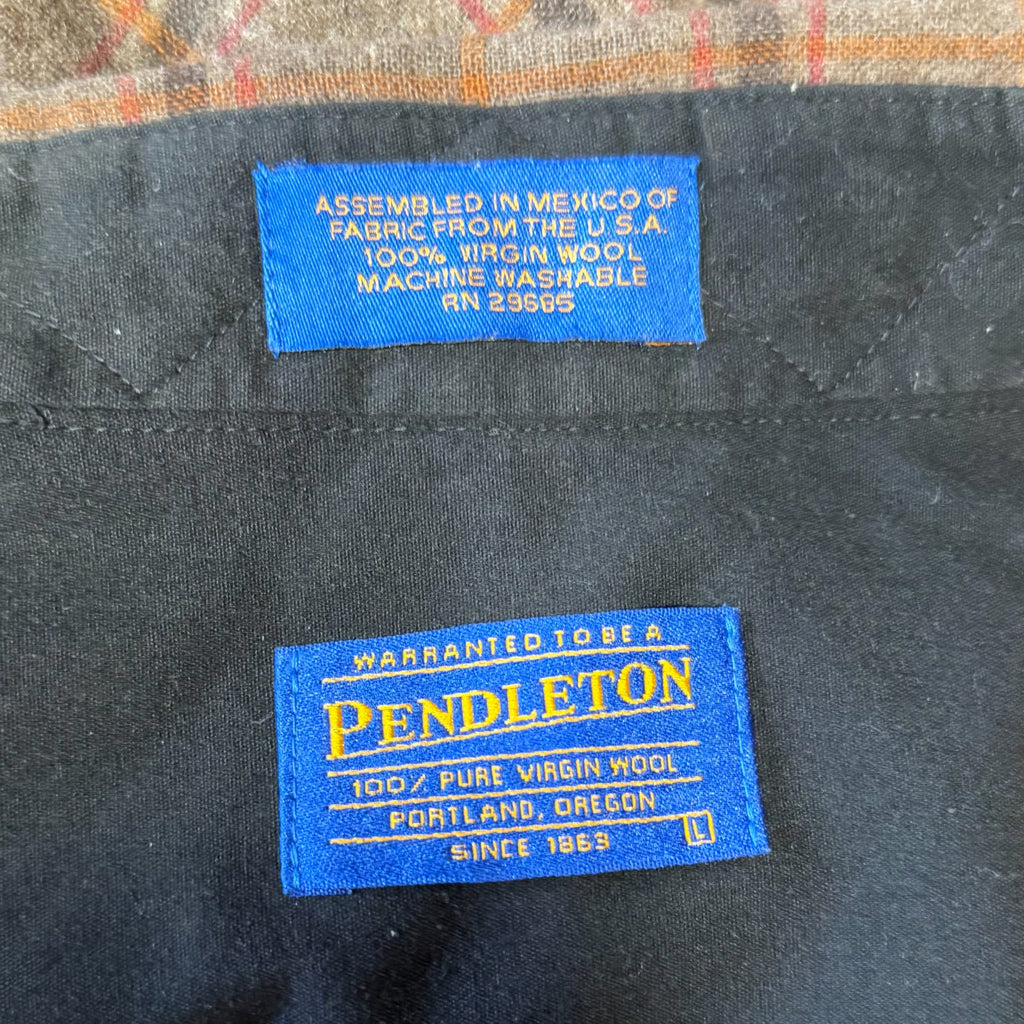 ASSEMBLED IN MEXICO OF
FABRIC FROM THE U.S.A.
100% VIRGIN WOOL
MACHINE WASHABLE
RN 29685
WARRANTED TO BE A
PENDLETON
100% PURE VIRGIN WOOL
PORTLAND, OREGON
SINCE 1863
L